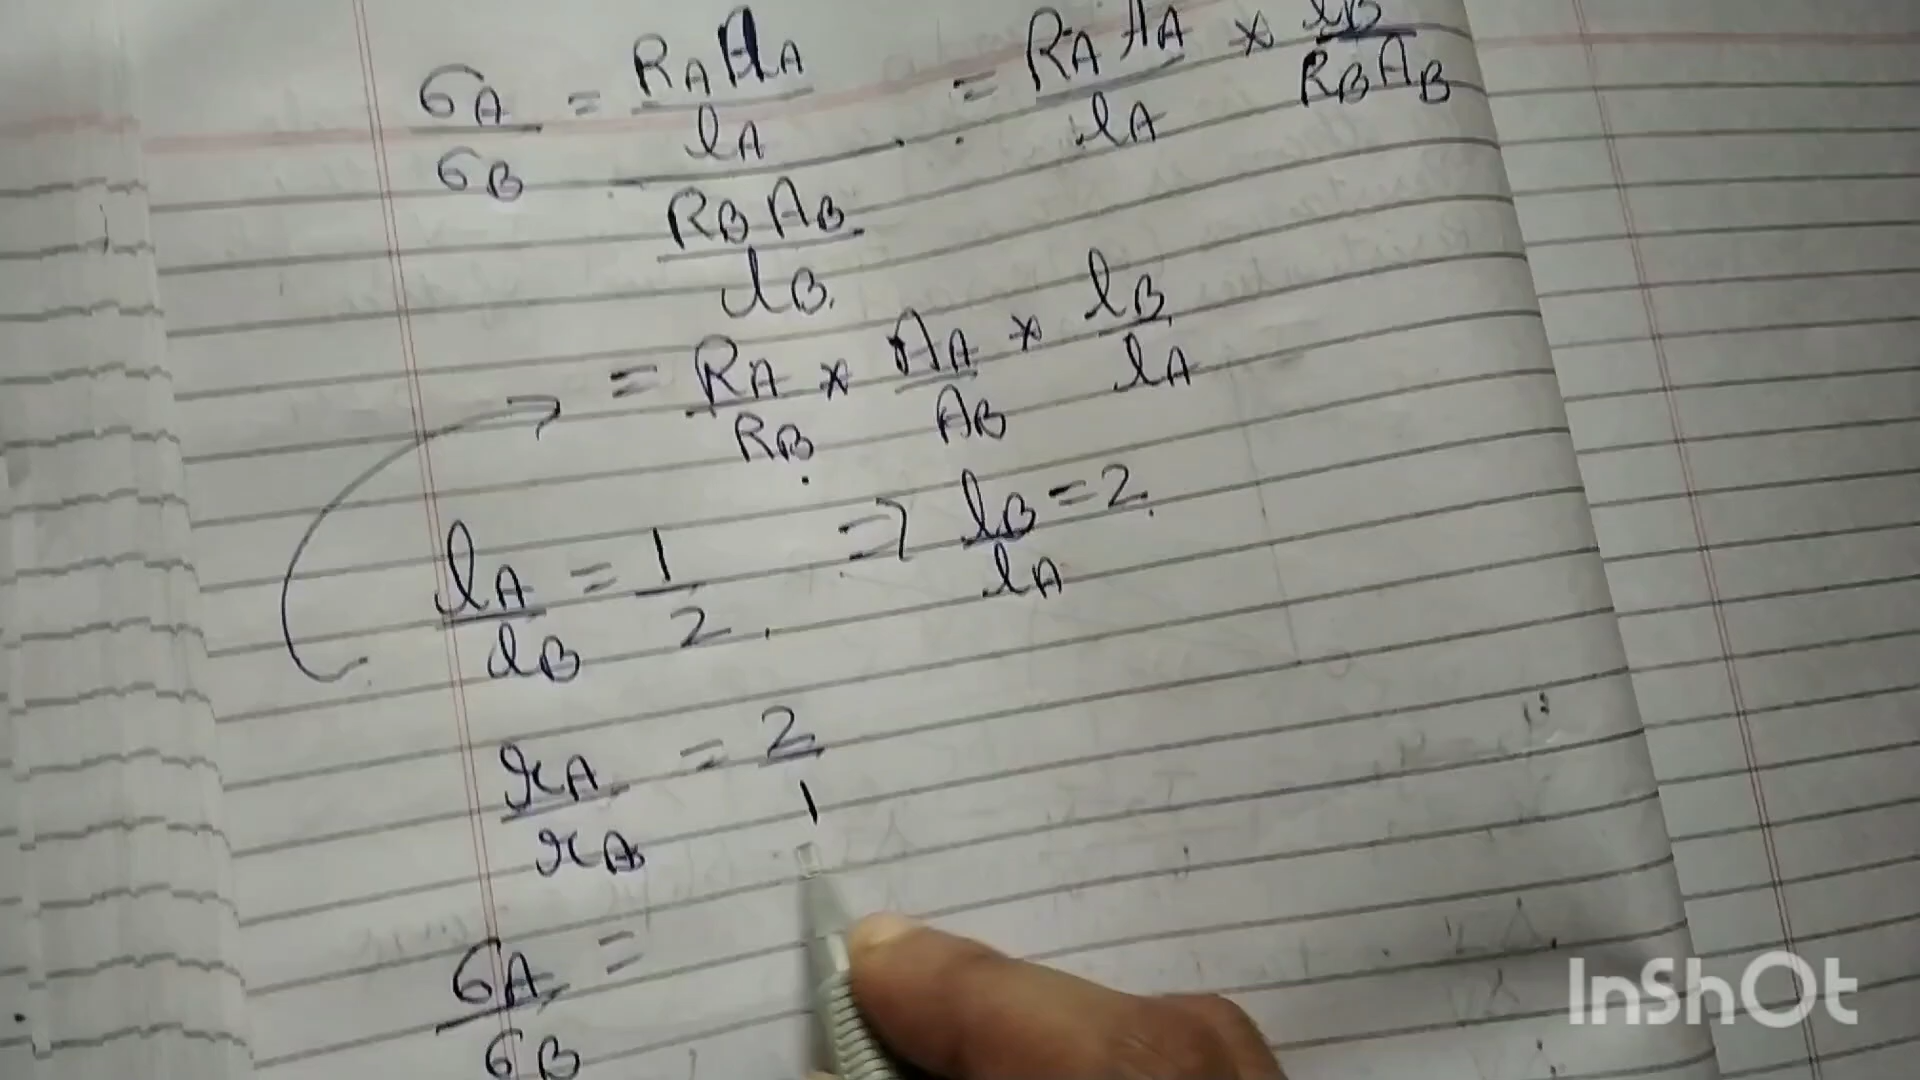 σA/σB = (RA AA/lA)/(RB AB/lB) = RA AA/lA × lB/RB AB
= RA/RB × AA/AB × lB/lA
lA/lB = 1/2 . ⇒ lB/lA = 2.
rA/rB = 2/1
σA/σB =
InShOt